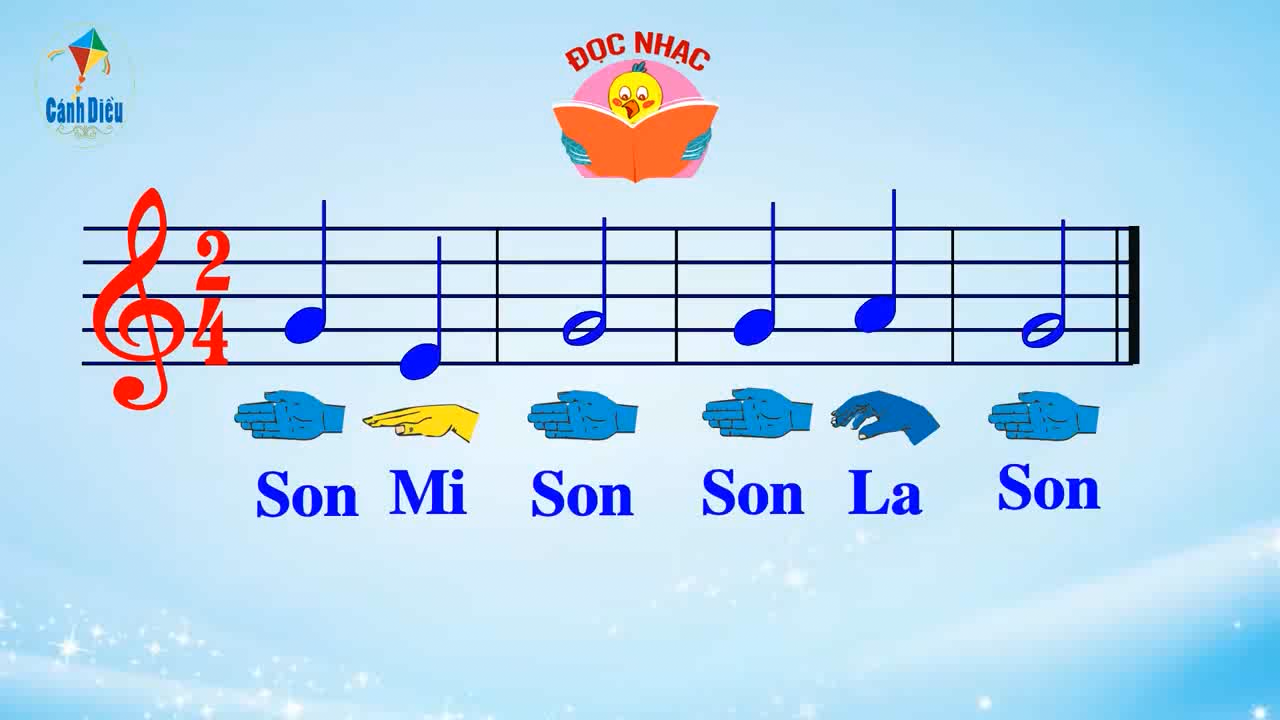 Cánh Diều
ĐỌC NHẠC
2
4
Son Mi Son Son La Son